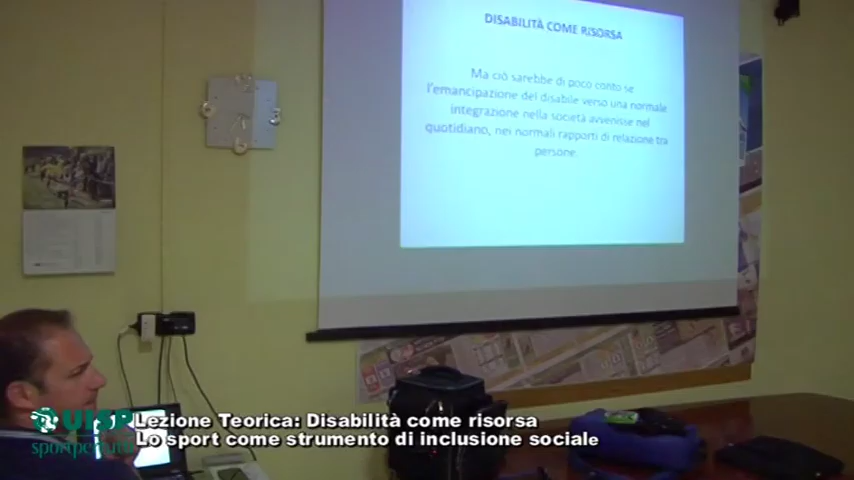 DISABILITÀ COME RISORSA
Ma ciò sarebbe di poco conto se
l'emancipazione del disabile verso una normale
integrazione nella società avvenisse nel
quotidiano, nei normali rapporti di relazione tra
persone.
UISP
sportpertutti
Lezione Teorica: Disabilità come risorsa
Lo sport come strumento di inclusione sociale